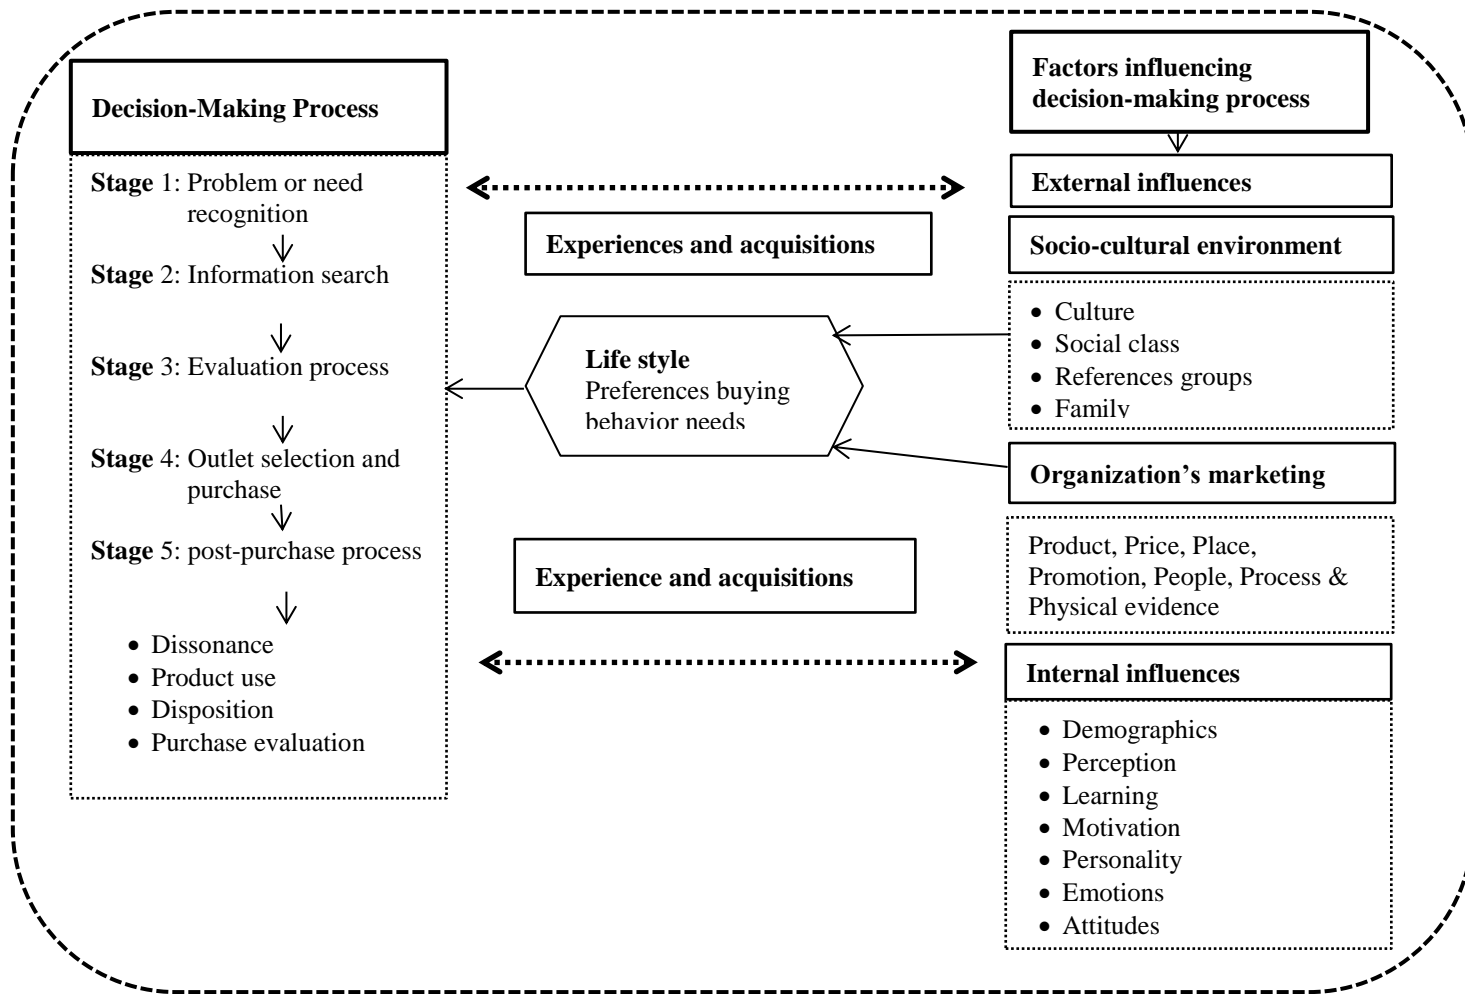 Decision-Making Process
Stage 1: Problem or need
recognition
Stage 2: Information search
Stage 3: Evaluation process
Stage 4: Outlet selection and
purchase
Stage 5: post-purchase process
• Dissonance
• Product use
• Disposition
• Purchase evaluation
Experiences and acquisitions
Life style
Preferences buying
behavior needs
Experience and acquisitions
Factors influencing
decision-making process
External influences
Socio-cultural environment
• Culture
• Social class
• References groups
• Family
Organization’s marketing
Product, Price, Place,
Promotion, People, Process &
Physical evidence
Internal influences
• Demographics
• Perception
• Learning
• Motivation
• Personality
• Emotions
• Attitudes